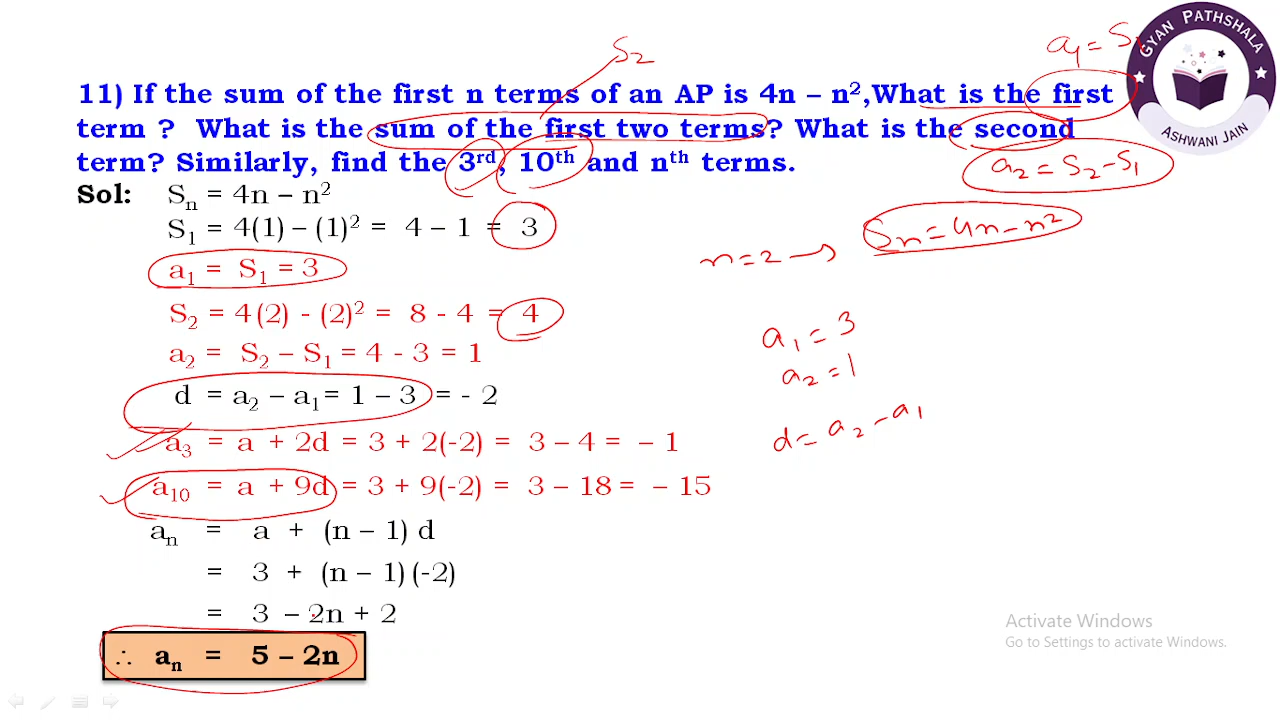 S₂
a₁ = S₁
GYAN PATHSHALA
ASHWANI JAIN
11) If the sum of the first n terms of an AP is 4n – n²,What is the first
term ? What is the sum of the first two terms? What is the second
term? Similarly, find the 3ʳᵈ, 10ᵗʰ and nᵗʰ terms.
a₂ = S₂ – S₁
Sol: Sₙ = 4n – n²
S₁ = 4(1) – (1)² = 4 – 1 = 3
Sₙ = 4n – n²
n = 2 →
a₁ = S₁ = 3
S₂ = 4(2) - (2)² = 8 - 4 = 4
a₁ = 3
a₂ = S₂ – S₁ = 4 - 3 = 1
a₂ = 1
d = a₂ – a₁ = 1 – 3 = - 2
d = a₂ – a₁
a₃ = a + 2d = 3 + 2(-2) = 3 – 4 = – 1
a₁₀ = a + 9d = 3 + 9(-2) = 3 – 18 = – 15
aₙ = a + (n – 1) d
= 3 + (n – 1) (-2)
= 3 – 2n + 2
∴ aₙ = 5 – 2n
Activate Windows
Go to Settings to activate Windows.